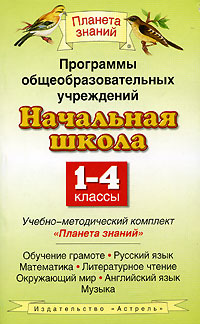 Планета
знаний
Программы
общеобразовательных
учреждений
Начальная
школа
1-4
классы
Учебно-методический комплект
«Планета знаний»
Обучение грамоте • Русский язык
Математика • Литературное чтение
Окружающий мир • Английский язык
Музыка
Издательство «Астрель»